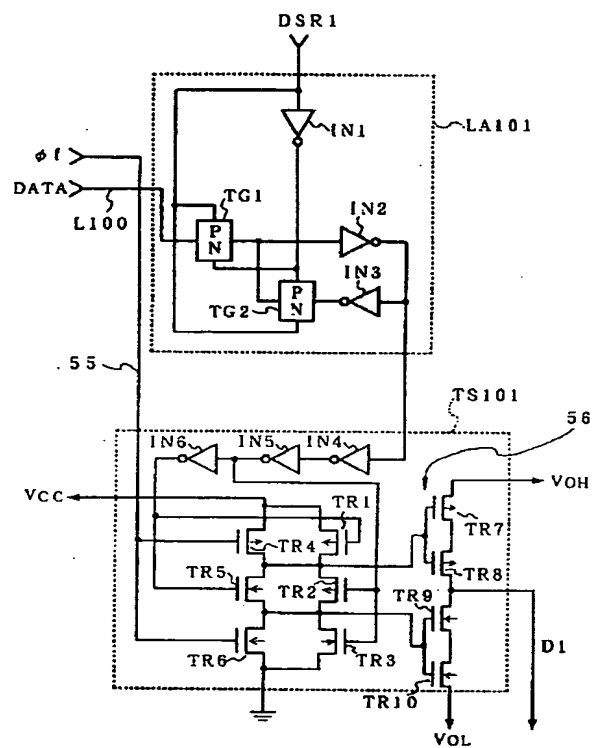 DSR1
IN1
LA101
φf
DATA
L100
TG1
P
N
IN2
IN3
TG2
P
N
55
TS101
56
IN6
IN5
IN4
VCC
TR1
VOH
TR4
TR7
TR5
TR2
TR8
TR9
TR6
TR3
D1
TR10
VOL